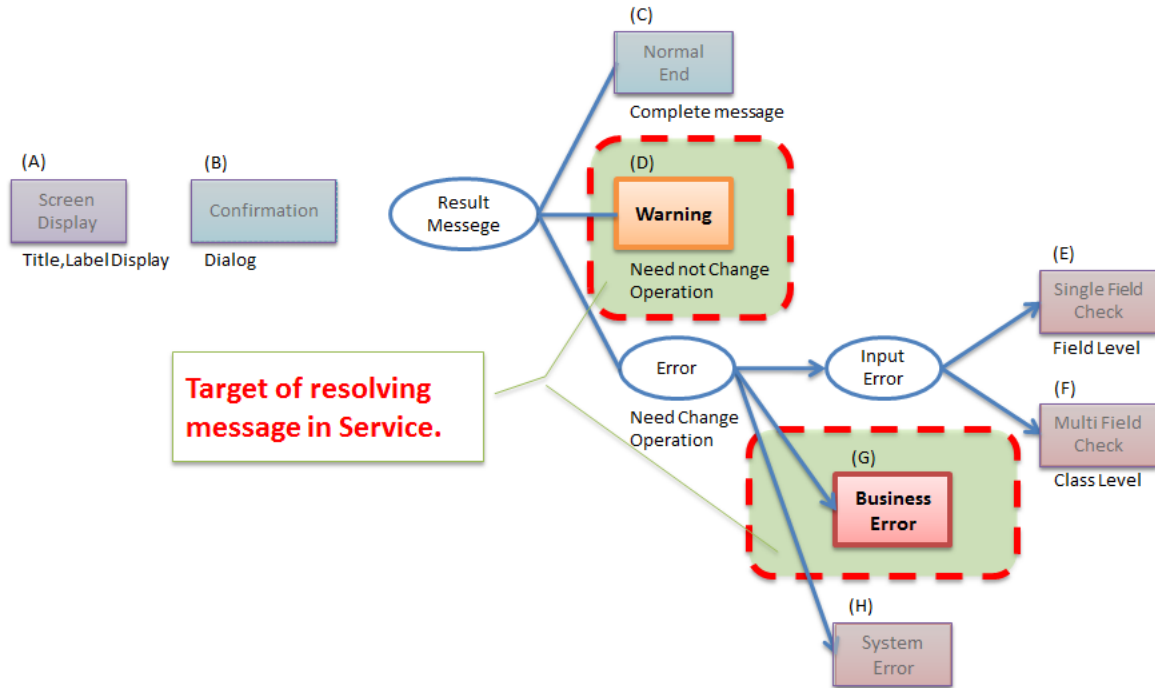 (C)
Normal
End
Complete message
(A)
Screen
Display
Title,Label Display
(B)
Confirmation
Dialog
Result
Messege
(D)
Warning
Need not Change
Operation
(E)
Single Field
Check
Field Level
Target of resolving
message in Service.
Error
Need Change
Operation
Input
Error
(F)
Multi Field
Check
Class Level
(G)
Business
Error
(H)
System
Error